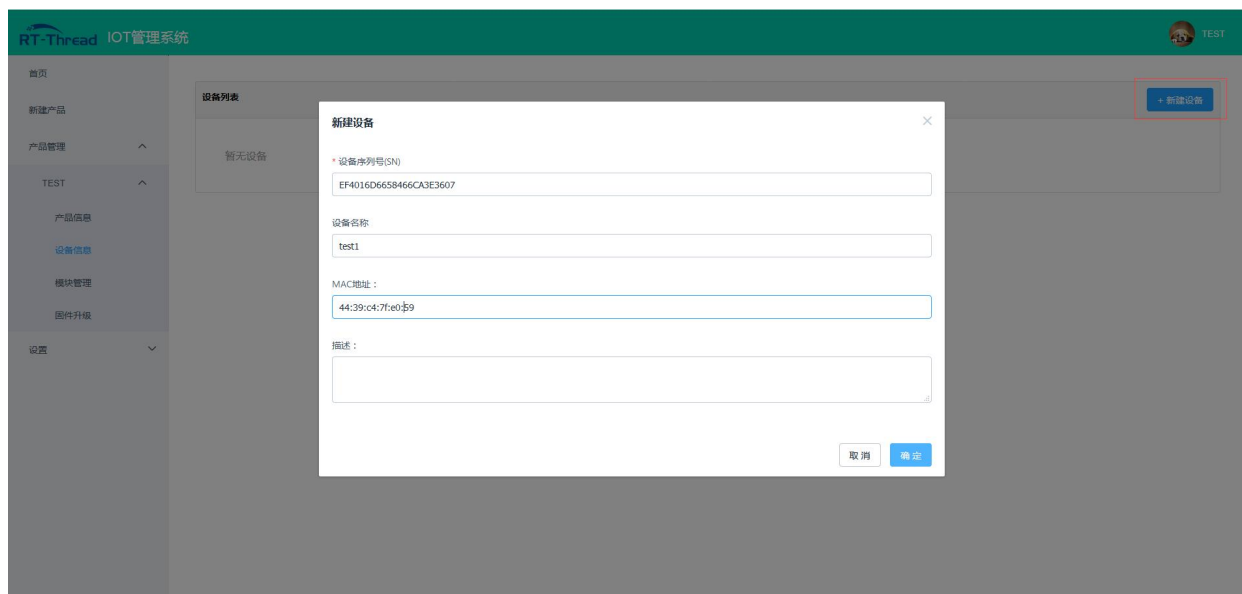 RT-Thread IOT管理系统
TEST
首页
新建产品
产品管理
TEST
产品信息
设备信息
模块管理
固件升级
设置
设备列表
+ 新建设备
暂无设备
新建设备
* 设备序列号(SN)
EF4016D6658466CA3E3607
设备名称
test1
MAC地址：
44:39:c4:7f:e0:59
描述：
取消
确定